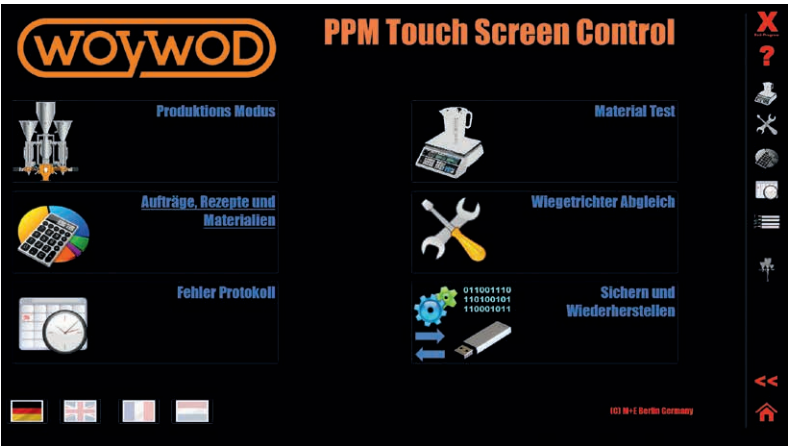 WOYWOD
PPM Touch Screen Control
Produktions Modus
Material Test
Aufträge, Rezepte und
Materialien
Wiegetrichter Abgleich
Fehler Protokoll
011001110
110100101
110001011
Sichern und
Wiederherstellen
(C) M+E Berlin Germany
X
?
<<